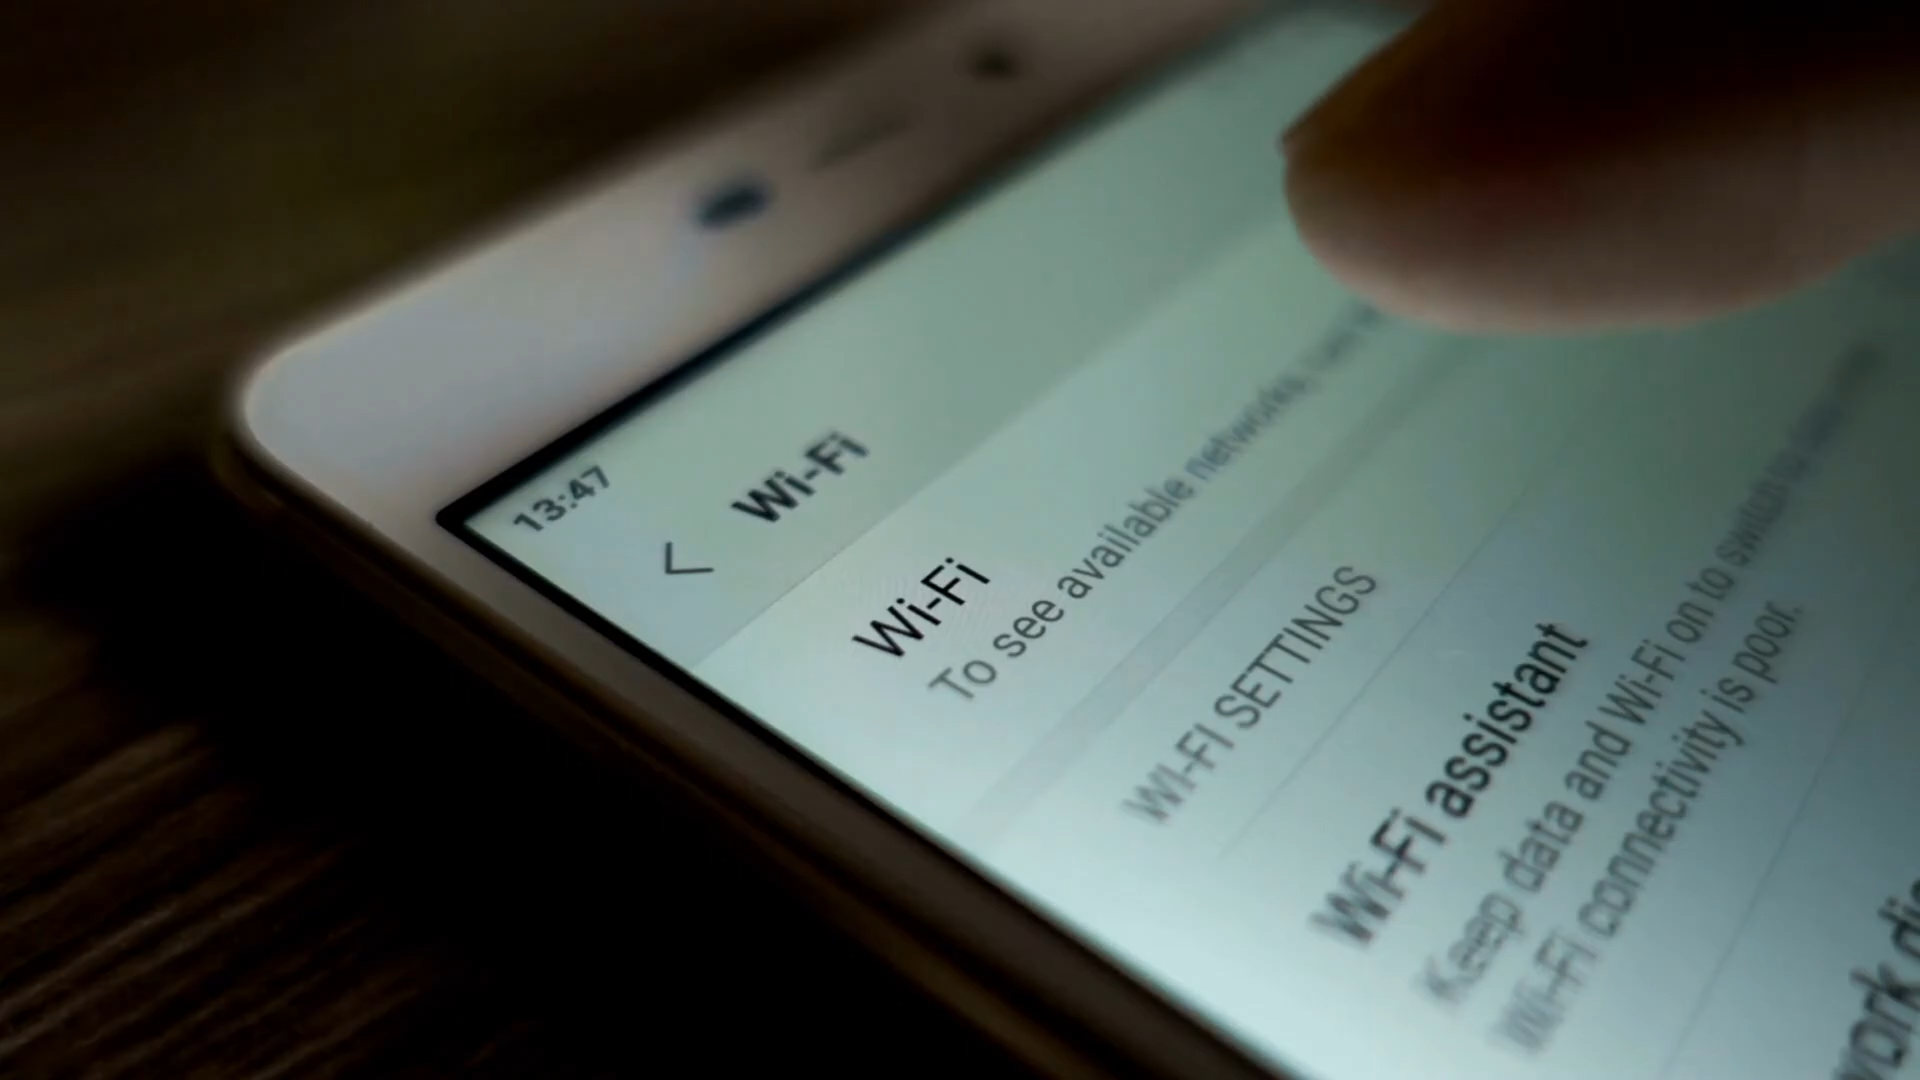 13:47
Wi-Fi
Wi-Fi
To see available networks,
WI-FI SETTINGS
Wi-Fi assistant
Keep data and Wi-Fi on to switch to
Wi-Fi connectivity is poor.